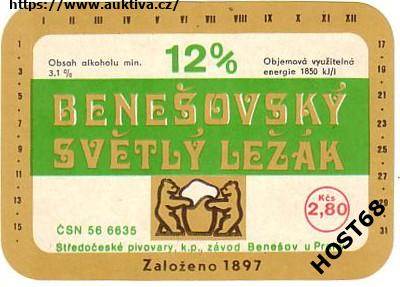 https://www.auktiva.cz/
I II III IV V VI VII VIII IX X XI XII
Obsah alkoholu min. 3.1 %
12%
Objemová využitelná energie 1850 kJ/l
BENEŠOVSKÝ
SVĚTLÝ LEŽÁK
Kčs
2,80
ČSN 56 6635
Středočeské pivovary, k.p., závod Benešov u Pra
Založeno 1897
HOST68